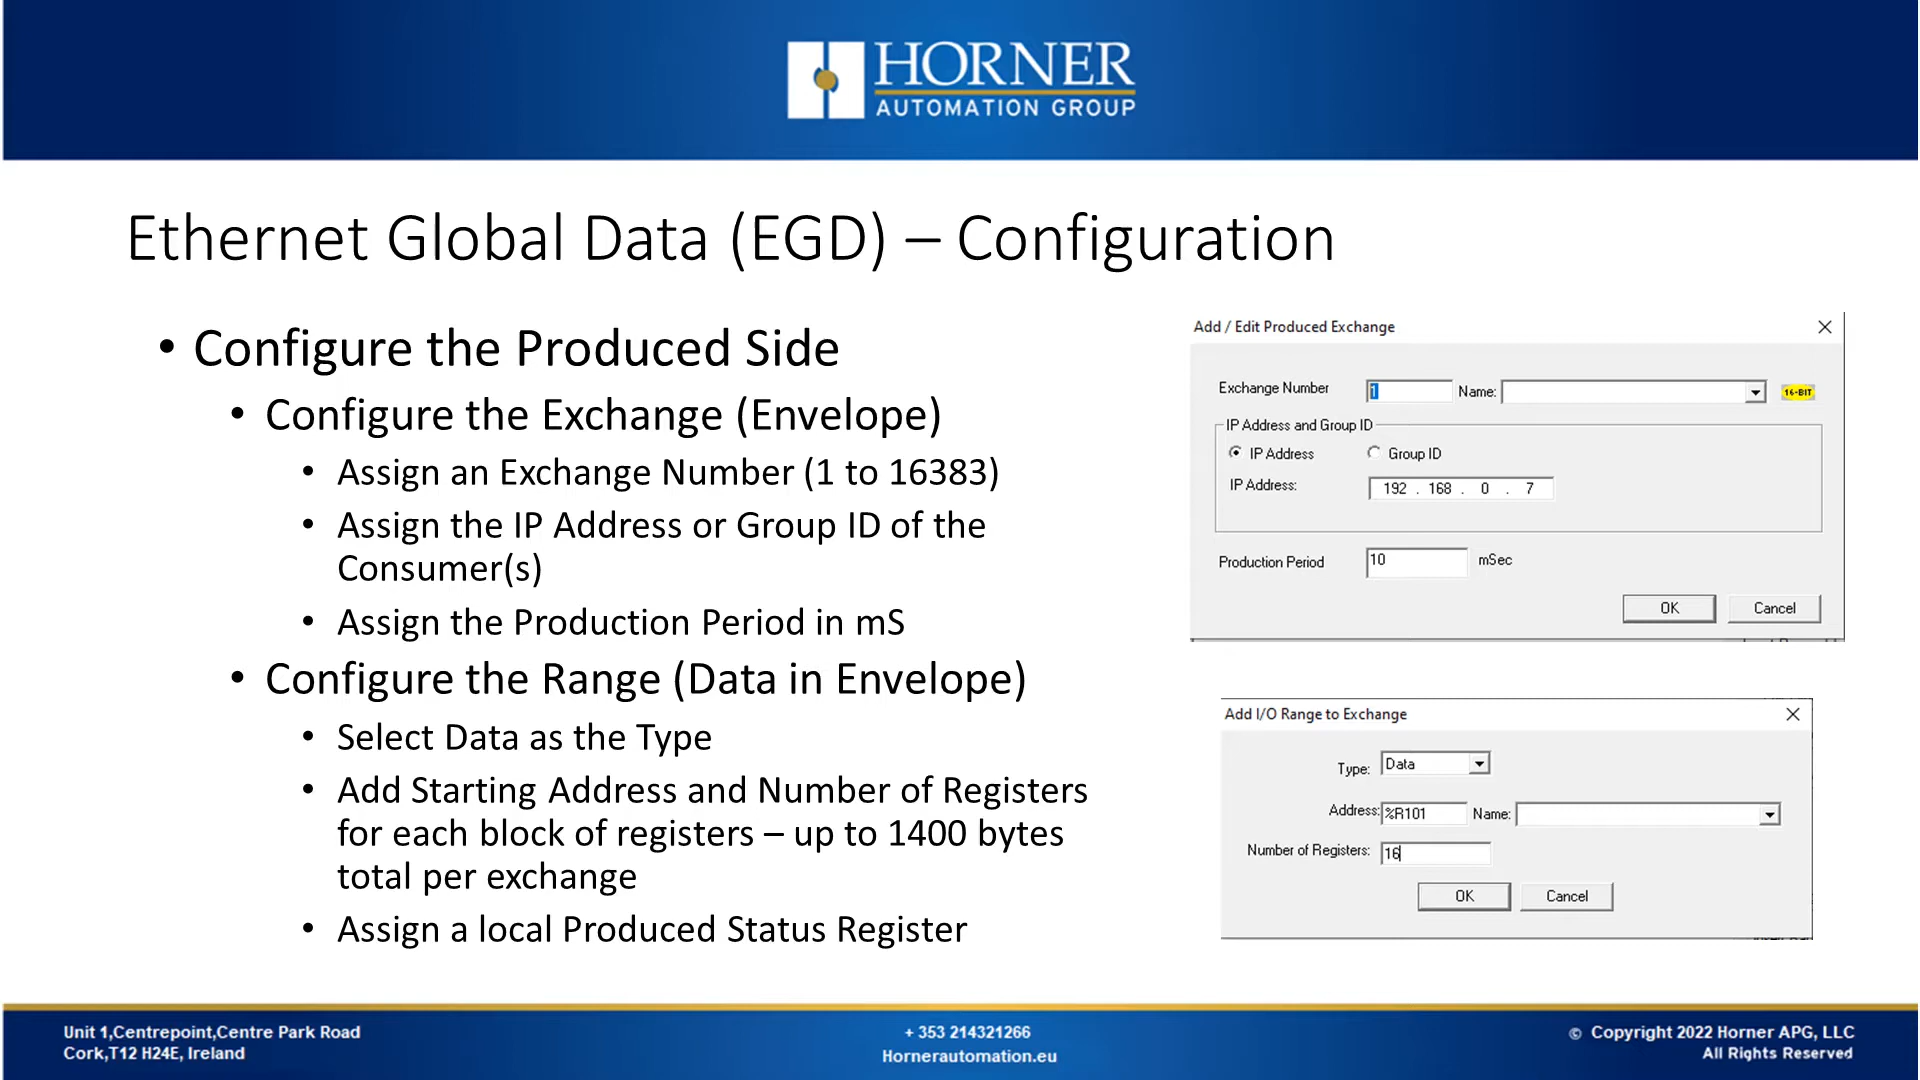 HORNER
AUTOMATION GROUP
Ethernet Global Data (EGD) – Configuration
• Configure the Produced Side
• Configure the Exchange (Envelope)
• Assign an Exchange Number (1 to 16383)
• Assign the IP Address or Group ID of the
Consumer(s)
• Assign the Production Period in mS
• Configure the Range (Data in Envelope)
• Select Data as the Type
• Add Starting Address and Number of Registers
for each block of registers – up to 1400 bytes
total per exchange
• Assign a local Produced Status Register
Add / Edit Produced Exchange
Exchange Number 1 Name: 16-BIT
IP Address and Group ID
IP Address Group ID
IP Address: 192 . 168 . 0 . 7
Production Period 10 mSec
OK Cancel
Add I/O Range to Exchange
Type: Data
Address: %R101 Name:
Number of Registers: 16
OK Cancel
Unit 1,Centrepoint,Centre Park Road
Cork,T12 H24E, Ireland
+ 353 214321266
Hornerautomation.eu
© Copyright 2022 Horner APG, LLC
All Rights Reserved